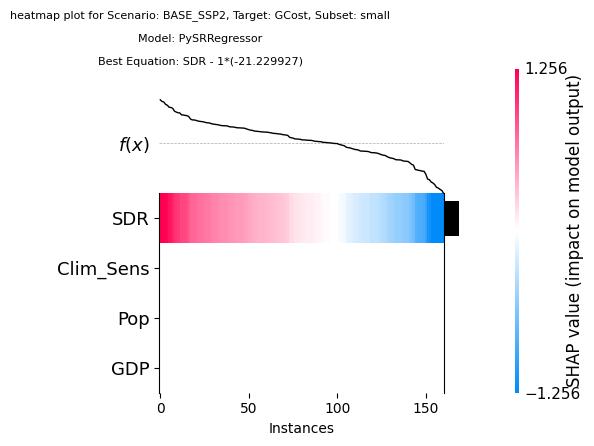 heatmap plot for Scenario: BASE_SSP2, Target: GCost, Subset: small
Model: PySRRegressor
Best Equation: SDR - 1*(-21.229927)
f(x)
SDR
Clim_Sens
Pop
GDP
0
50
100
150
Instances
1.256
−1.256
SHAP value (impact on model output)